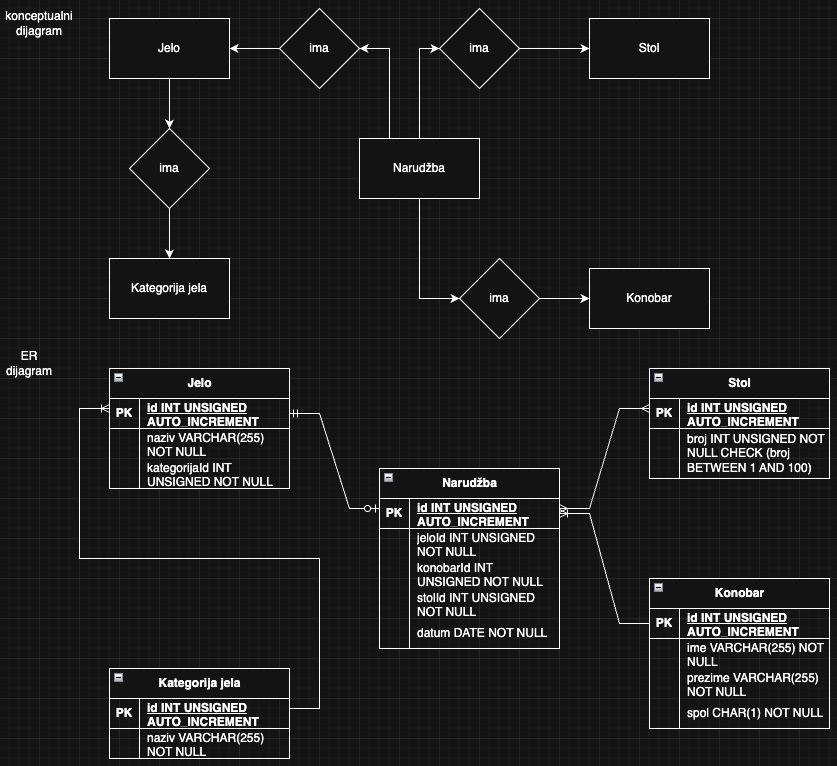 konceptualni
dijagram
Jelo
ima
ima
Stol
ima
Narudžba
Kategorija jela
ima
Konobar
ER
dijagram
Jelo
PK
id INT UNSIGNED
AUTO_INCREMENT
naziv VARCHAR(255)
NOT NULL
kategorijaId INT
UNSIGNED NOT NULL
Stol
PK
id INT UNSIGNED
AUTO_INCREMENT
broj INT UNSIGNED NOT
NULL CHECK (broj
BETWEEN 1 AND 100)
Narudžba
PK
id INT UNSIGNED
AUTO_INCREMENT
jeloId INT UNSIGNED
NOT NULL
konobarId INT
UNSIGNED NOT NULL
stolId INT UNSIGNED
NOT NULL
datum DATE NOT NULL
Konobar
PK
id INT UNSIGNED
AUTO_INCREMENT
ime VARCHAR(255) NOT
NULL
prezime VARCHAR(255)
NOT NULL
spol CHAR(1) NOT NULL
Kategorija jela
PK
id INT UNSIGNED
AUTO_INCREMENT
naziv VARCHAR(255)
NOT NULL